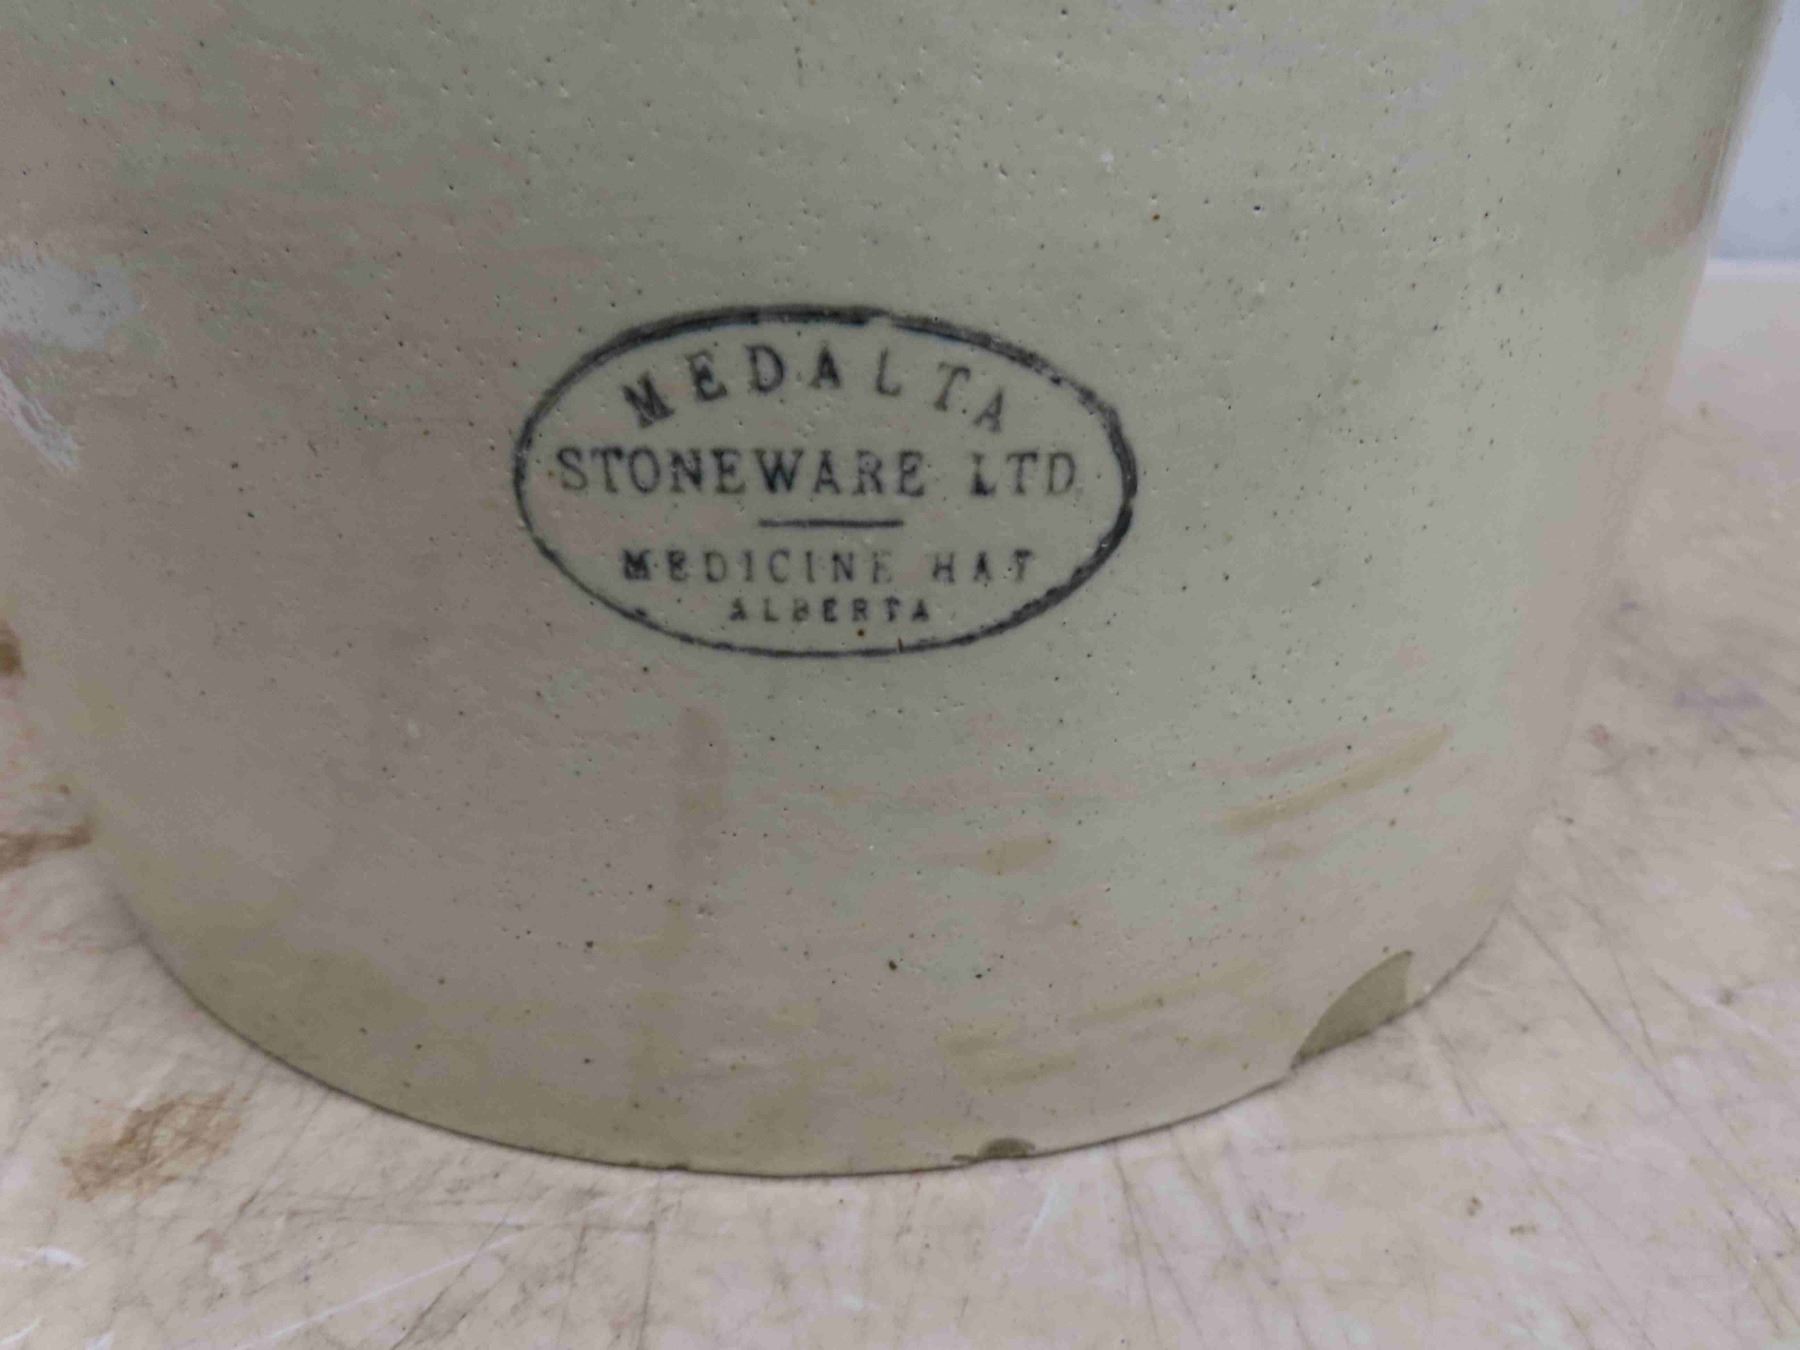 MEDALTA
STONEWARE LTD.
MEDICINE HAT
ALBERTA